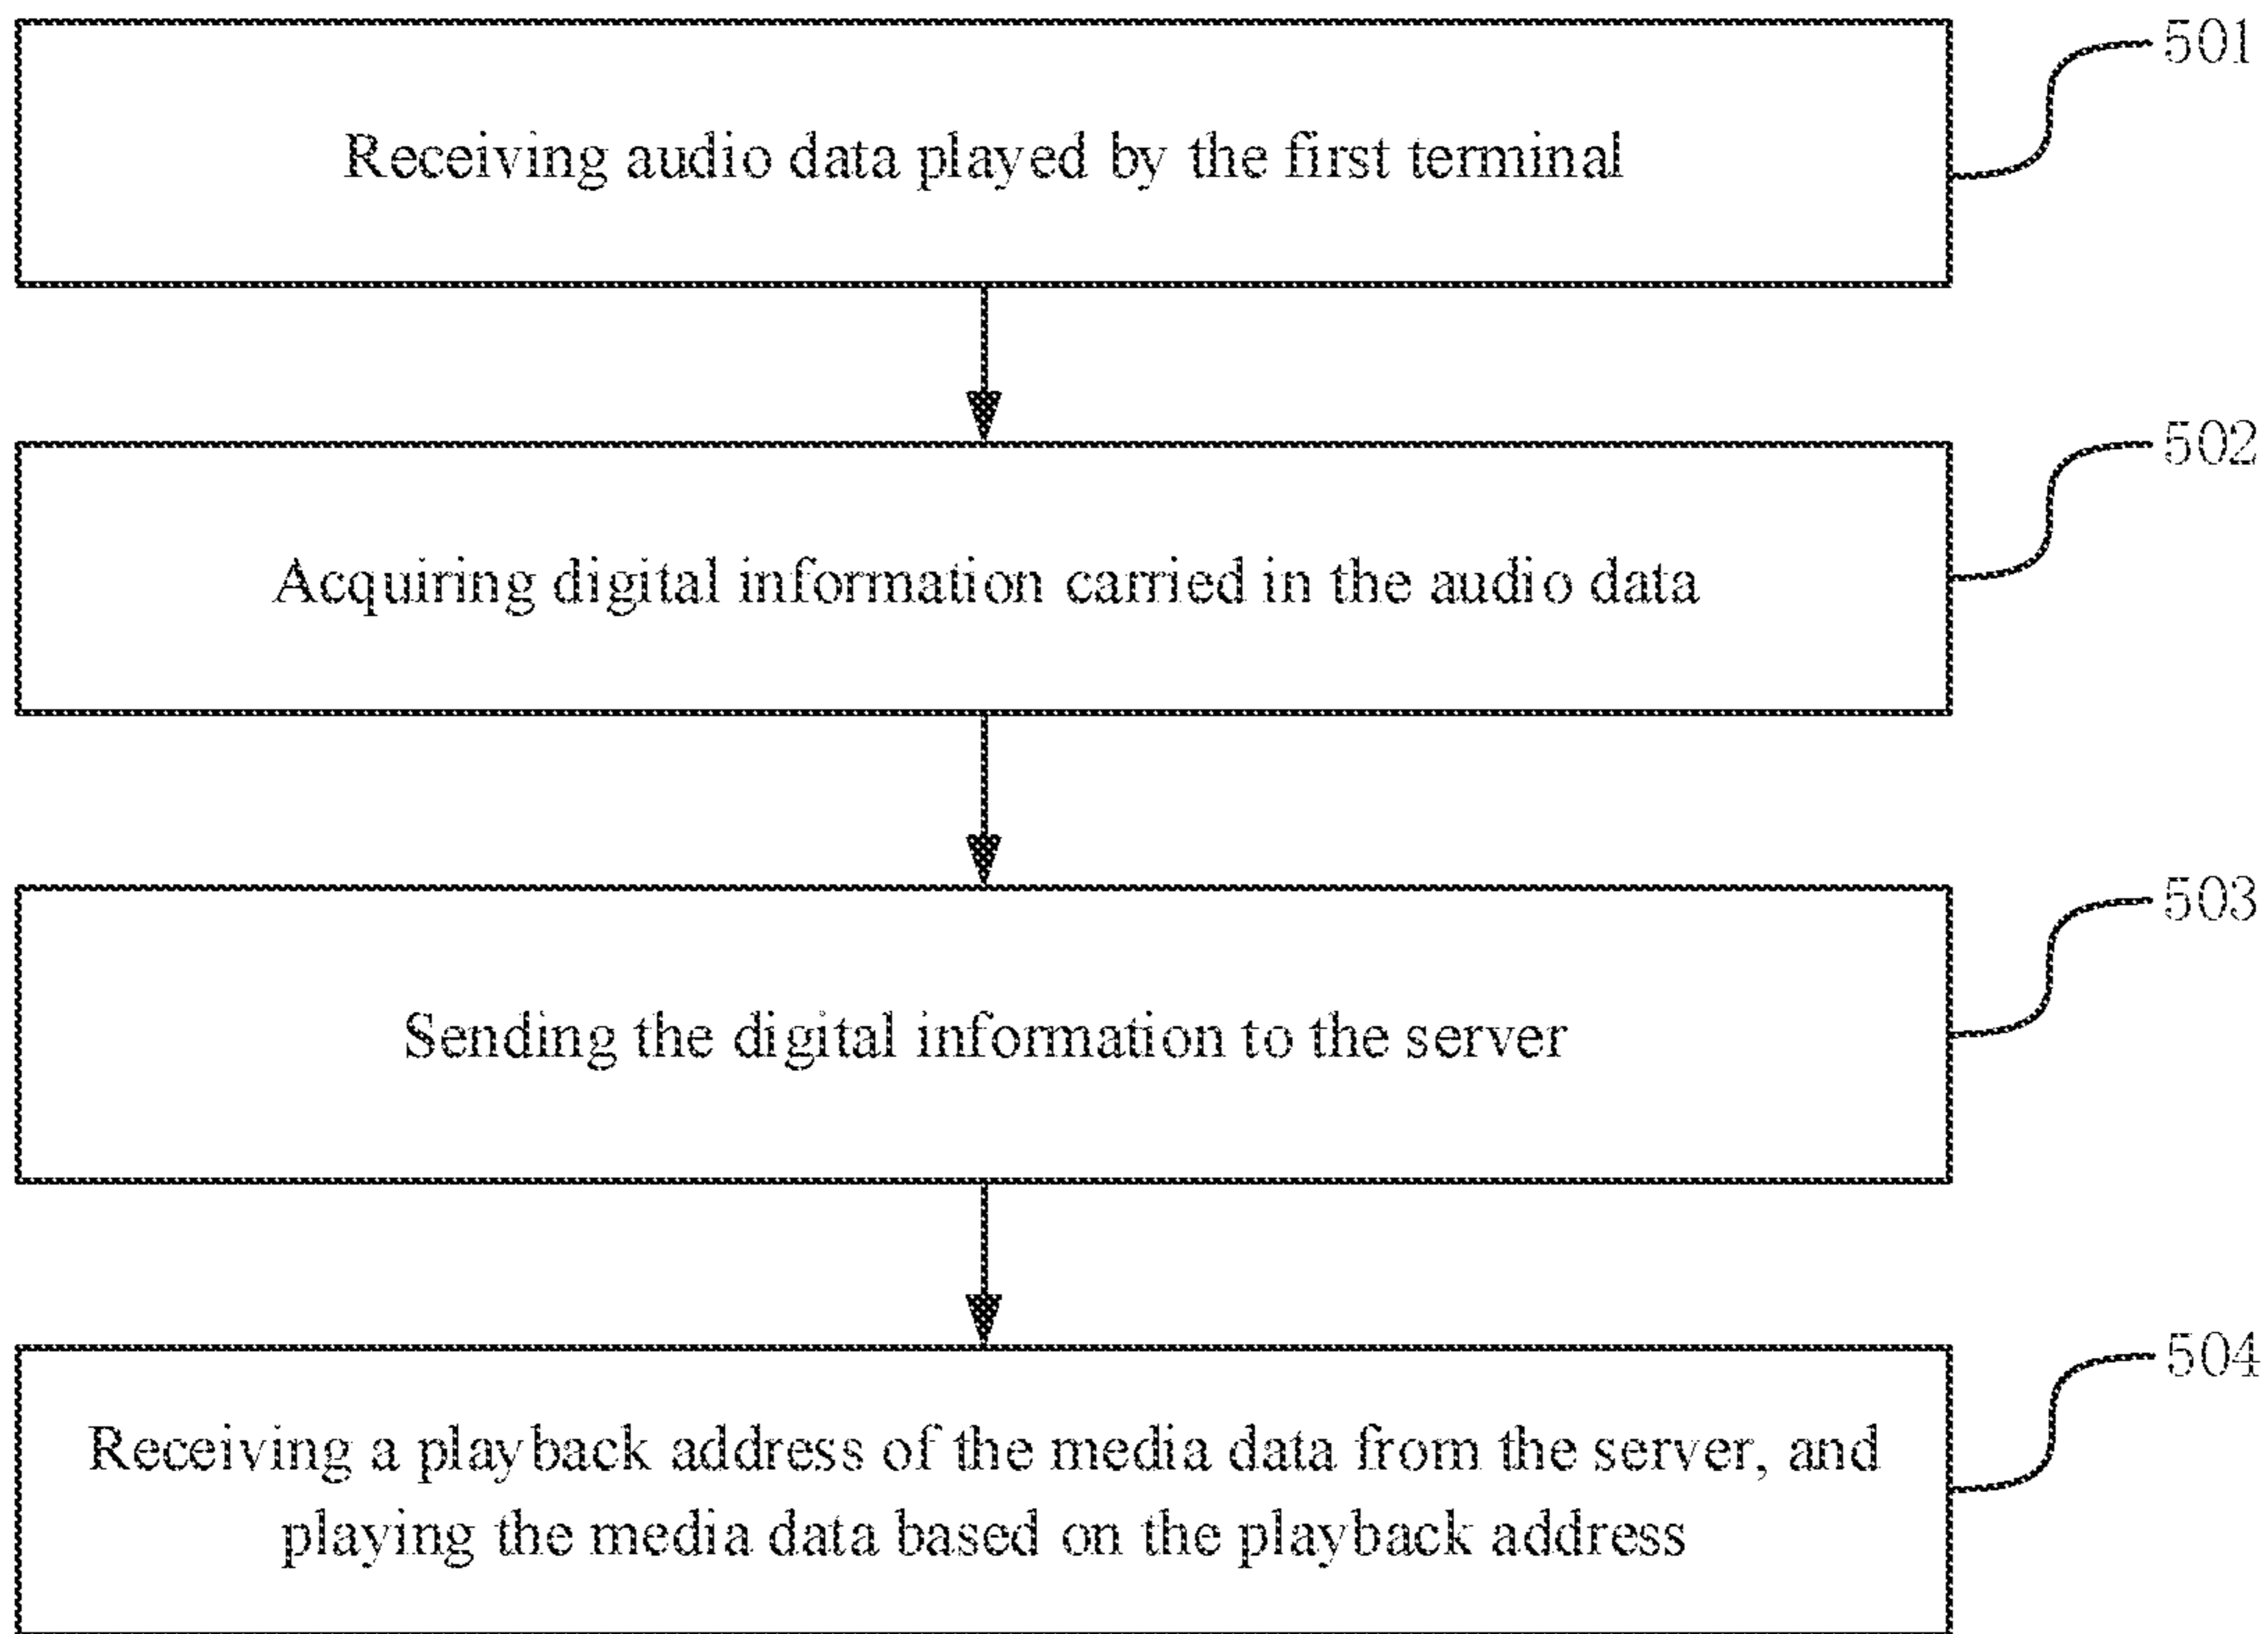 501
Receiving audio data played by the first terminal
502
Acquiring digital information carried in the audio data
503
Sending the digital information to the server
504
Receiving a playback address of the media data from the server, and
playing the media data based on the playback address